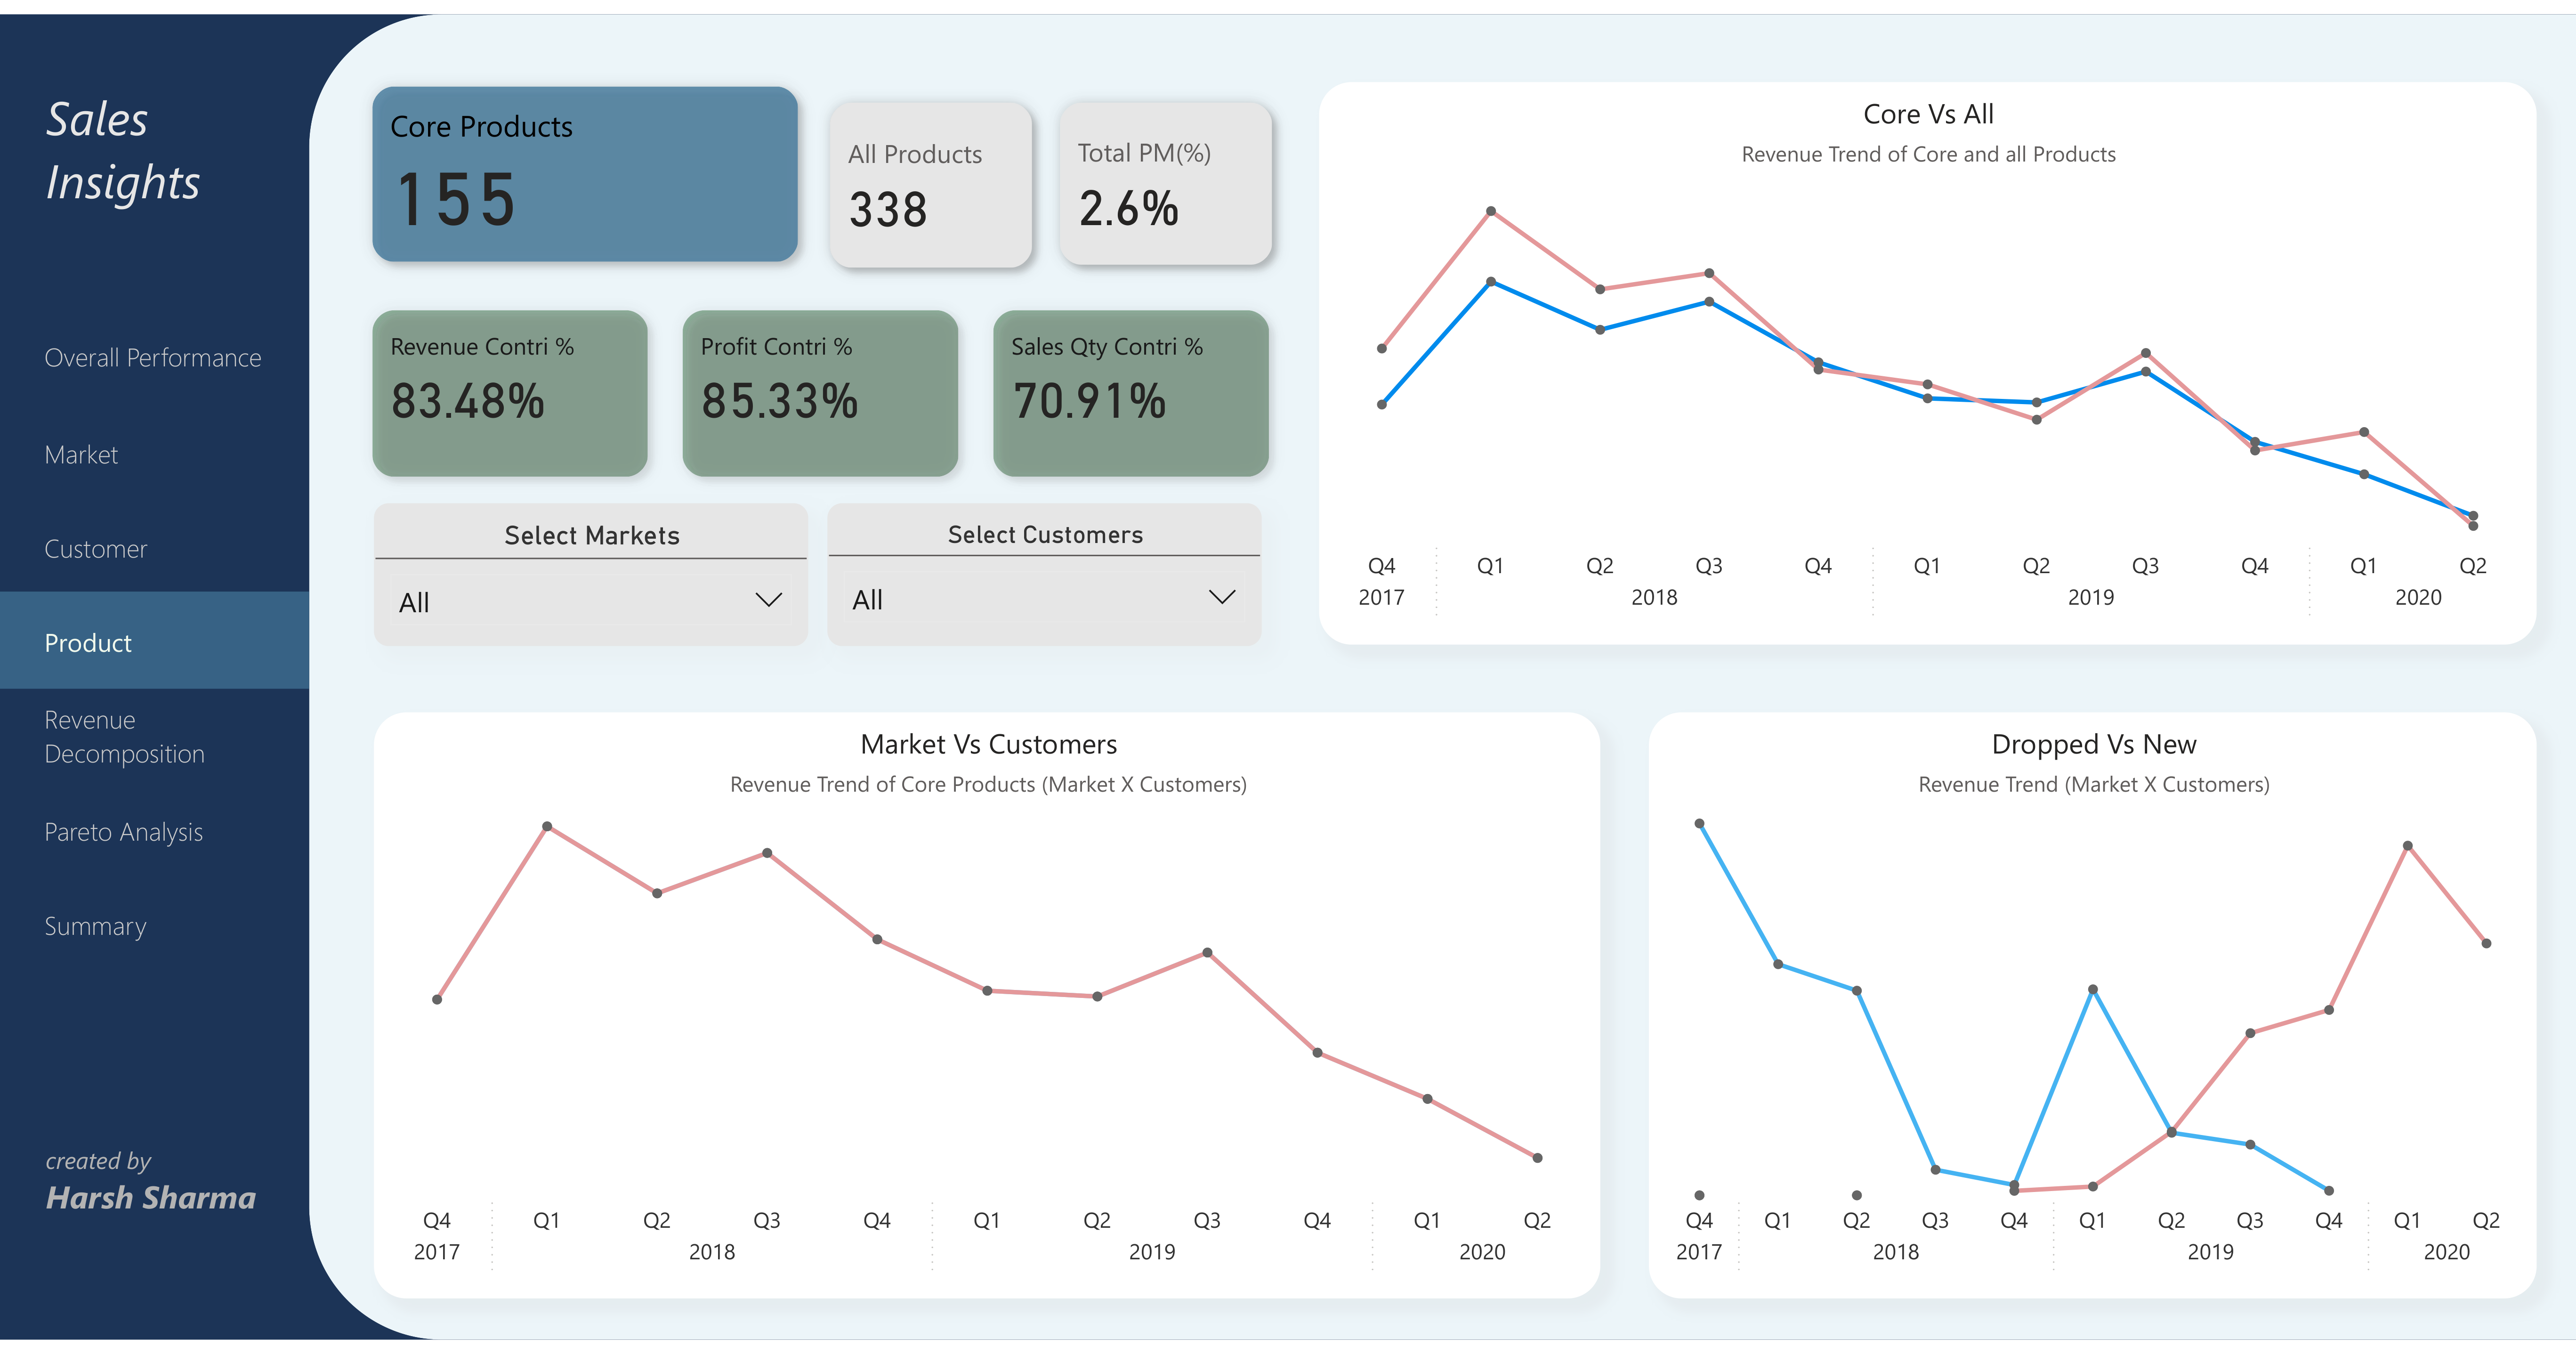 Sales
Insights
Overall Performance
Market
Customer
Product
Revenue
Decomposition
Pareto Analysis
Summary
created by
Harsh Sharma
Core Products
155
All Products
338
Total PM(%)
2.6%
Revenue Contri %
83.48%
Profit Contri %
85.33%
Sales Qty Contri %
70.91%
Select Markets
All
Select Customers
All
Core Vs All
Revenue Trend of Core and all Products
Q4 Q1 Q2 Q3 Q4 Q1 Q2 Q3 Q4 Q1 Q2
2017 2018 2019 2020
Market Vs Customers
Revenue Trend of Core Products (Market X Customers)
Q4 Q1 Q2 Q3 Q4 Q1 Q2 Q3 Q4 Q1 Q2
2017 2018 2019 2020
Dropped Vs New
Revenue Trend (Market X Customers)
Q4 Q1 Q2 Q3 Q4 Q1 Q2 Q3 Q4 Q1 Q2
2017 2018 2019 2020